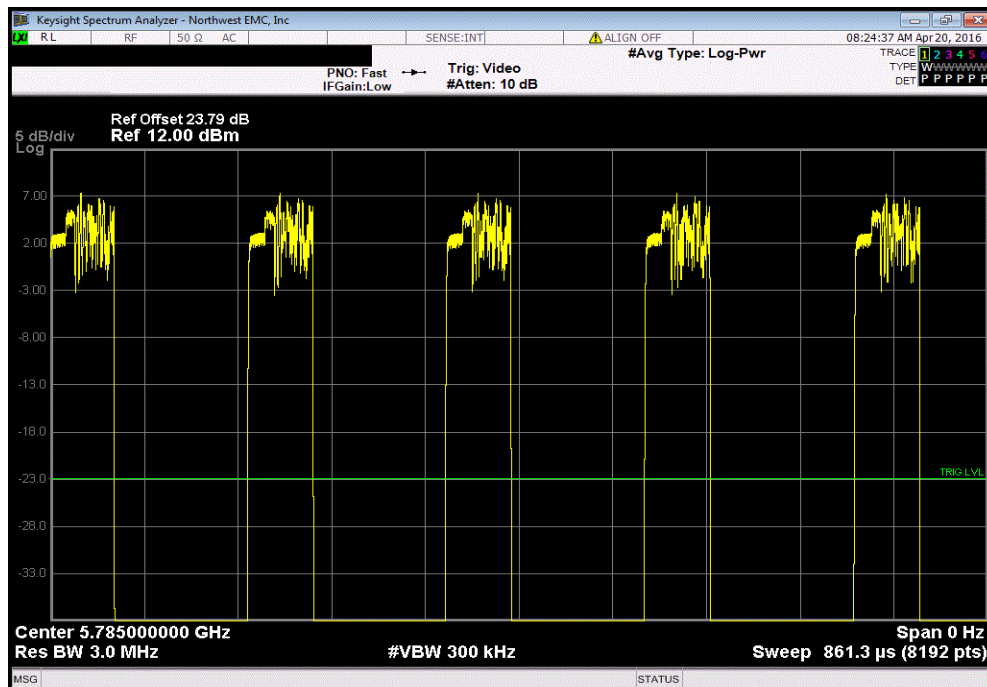 Keysight Spectrum Analyzer - Northwest EMC, Inc
LXI RL RF 50 Ω AC SENSE:INT ALIGN OFF 08:24:37 AM Apr 20, 2016
#Avg Type: Log-Pwr TRACE 1 2 3 4 5 6
PNO: Fast Trig: Video TYPE WWWWWW
IFGain:Low #Atten: 10 dB DET P P P P P P
Ref Offset 23.79 dB
5 dB/div Ref 12.00 dBm
Log
7.00
2.00
-3.00
-8.00
-13.0
-18.0
-23.0 TRIG LVL
-28.0
-33.0
Center 5.785000000 GHz Span 0 Hz
Res BW 3.0 MHz #VBW 300 kHz Sweep 861.3 µs (8192 pts)
MSG STATUS